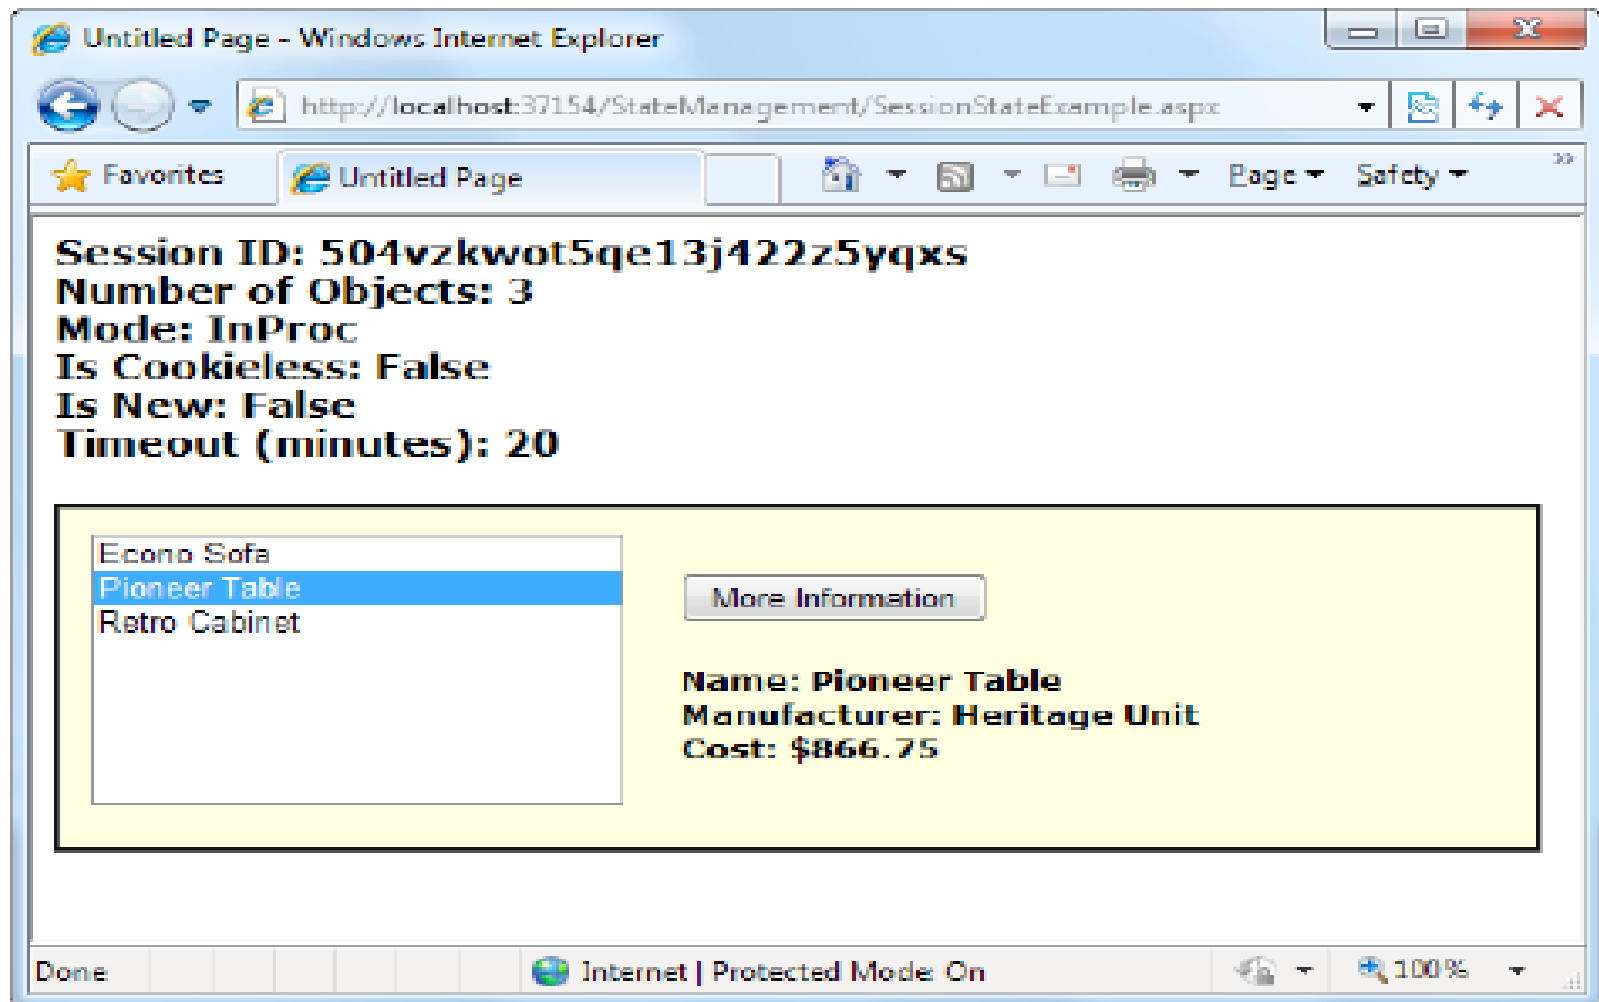 Untitled Page - Windows Internet Explorer
http://localhost:37154/StateManagement/SessionStateExample.aspx
Favorites
Untitled Page
Page
Safety
Session ID: 504vzkwot5qe13j422z5yqxs
Number of Objects: 3
Mode: InProc
Is Cookieless: False
Is New: False
Timeout (minutes): 20
Econo Sofa
Pioneer Table
Retro Cabinet
More Information
Name: Pioneer Table
Manufacturer: Heritage Unit
Cost: $866.75
Done
Internet | Protected Mode: On
100%